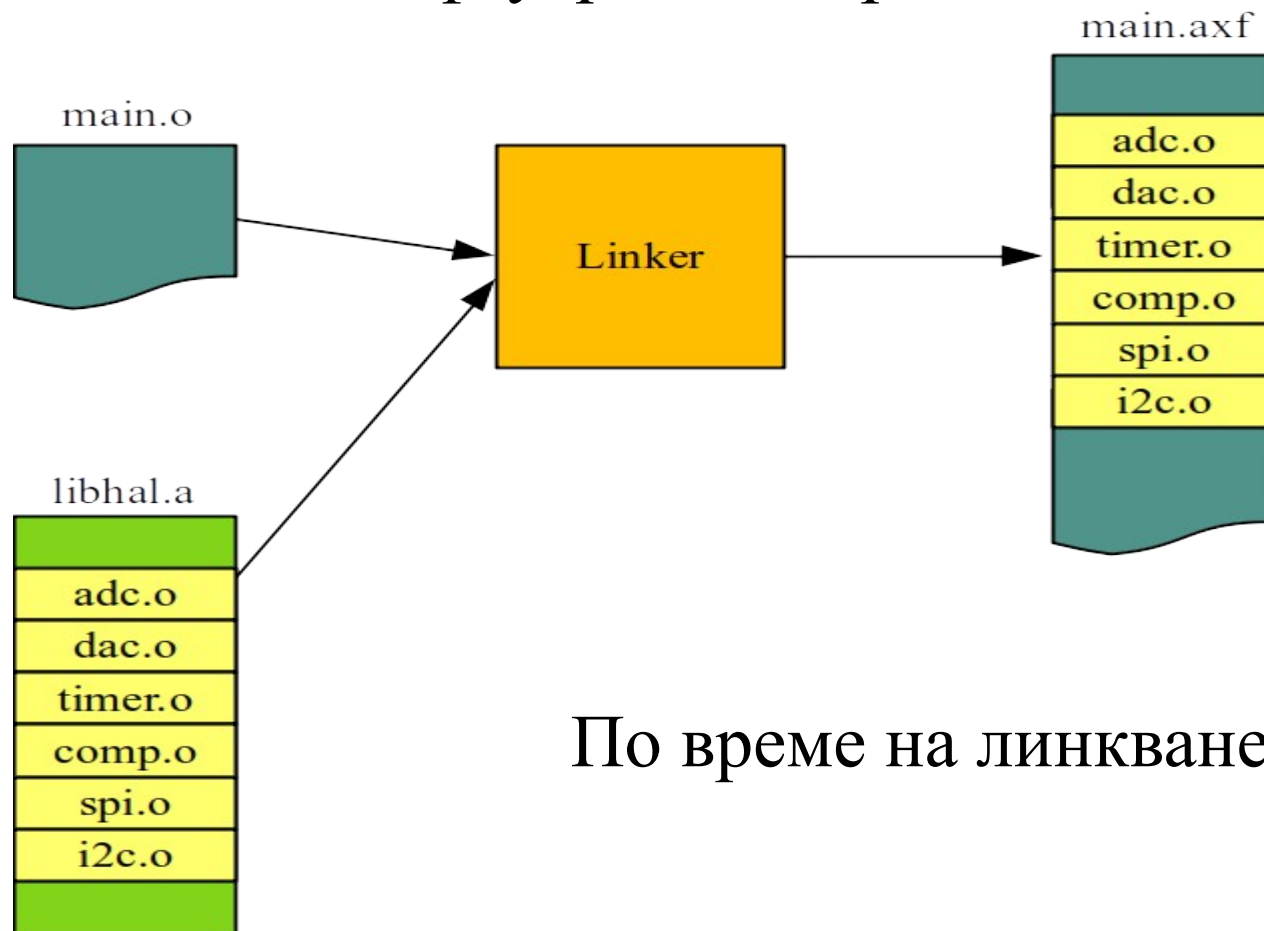 main.axf
main.o
adc.o
dac.o
timer.o
comp.o
spi.o
i2c.o
Linker
libhal.a
adc.o
dac.o
timer.o
comp.o
spi.o
i2c.o
По време на линкване